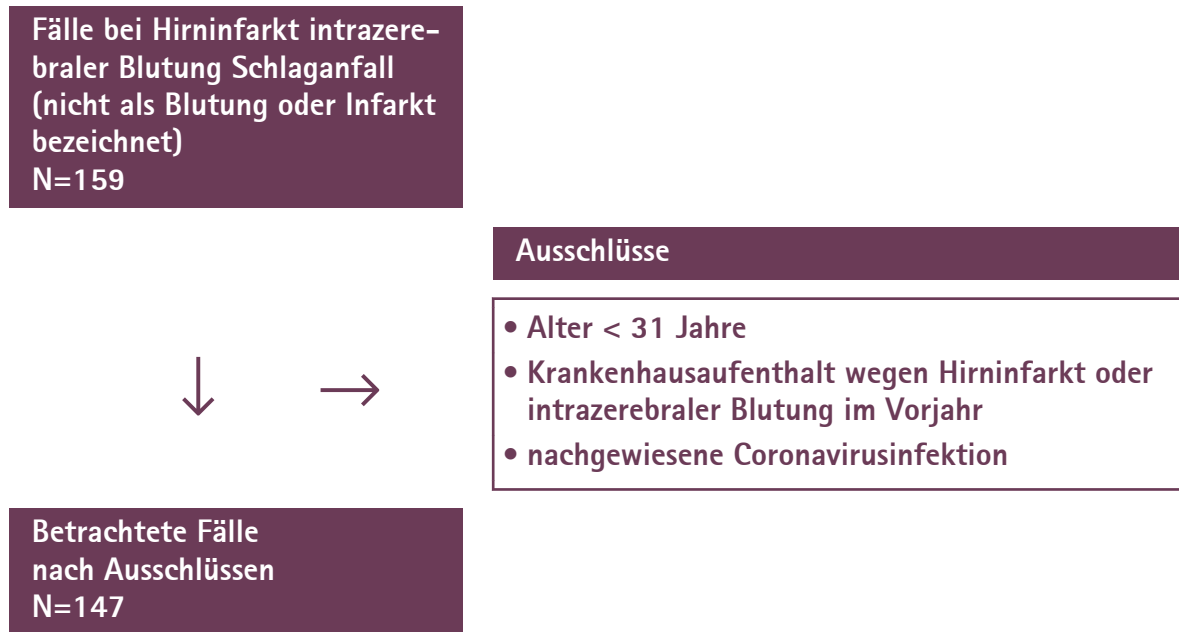 Fälle bei Hirninfarkt intrazere-
braler Blutung Schlaganfall
(nicht als Blutung oder Infarkt
bezeichnet)
N=159
Ausschlüsse
• Alter < 31 Jahre
• Krankenhausaufenthalt wegen Hirninfarkt oder
intrazerebraler Blutung im Vorjahr
• nachgewiesene Coronavirusinfektion
Betrachtete Fälle
nach Ausschlüssen
N=147